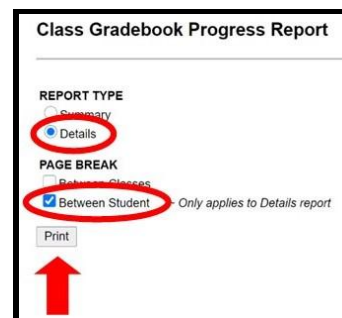 Class Gradebook Progress Report
REPORT TYPE
Summary
Details
PAGE BREAK
Between Classes
Between Student - Only applies to Details report
Print